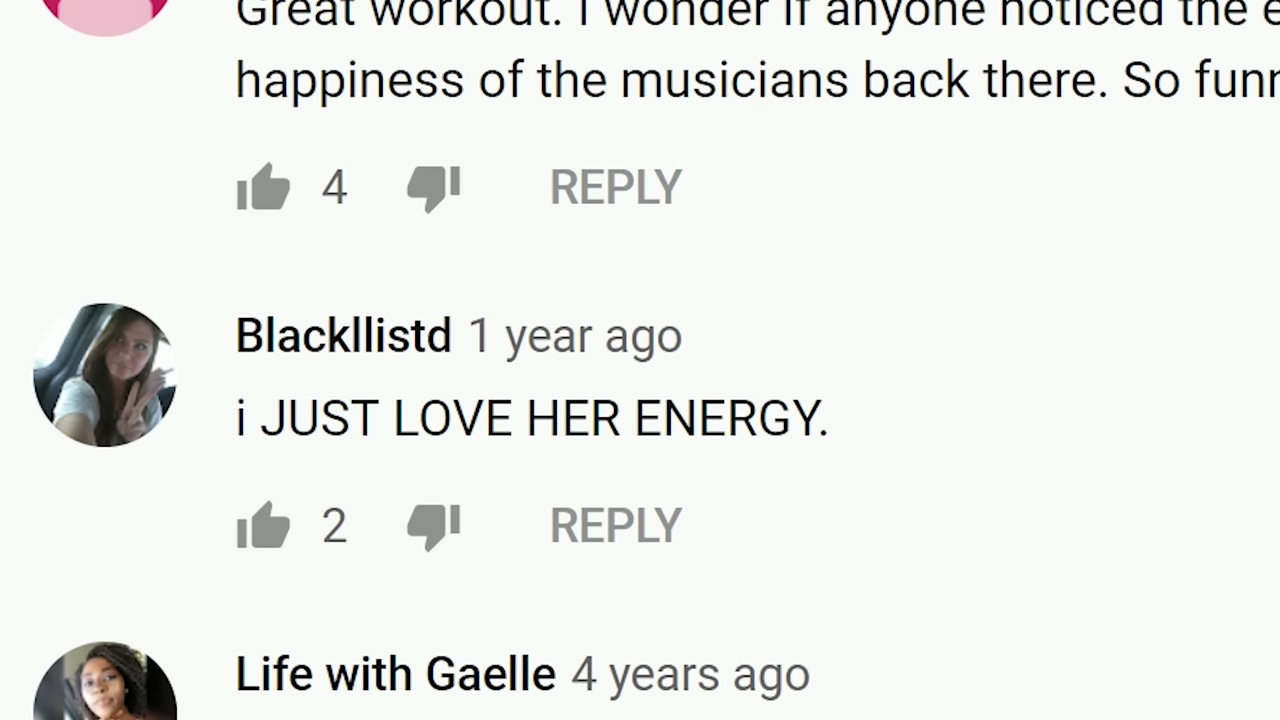 Great workout. I wonder if anyone noticed the
happiness of the musicians back there. So
4 REPLY
Blackllistd 1 year ago
i JUST LOVE HER ENERGY.
2 REPLY
Life with Gaelle 4 years ago